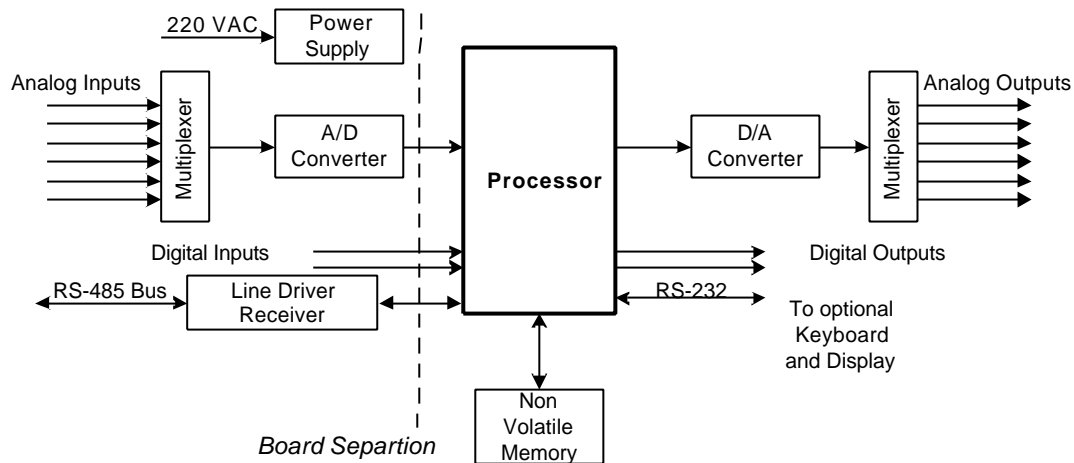 220 VAC
Power
Supply
Analog Inputs
Multiplexer
A/D
Converter
Processor
D/A
Converter
Multiplexer
Analog Outputs
Digital Inputs
Digital Outputs
RS-485 Bus
Line Driver
Receiver
RS-232
To optional
Keyboard
and Display
Non
Volatile
Memory
Board Separtion